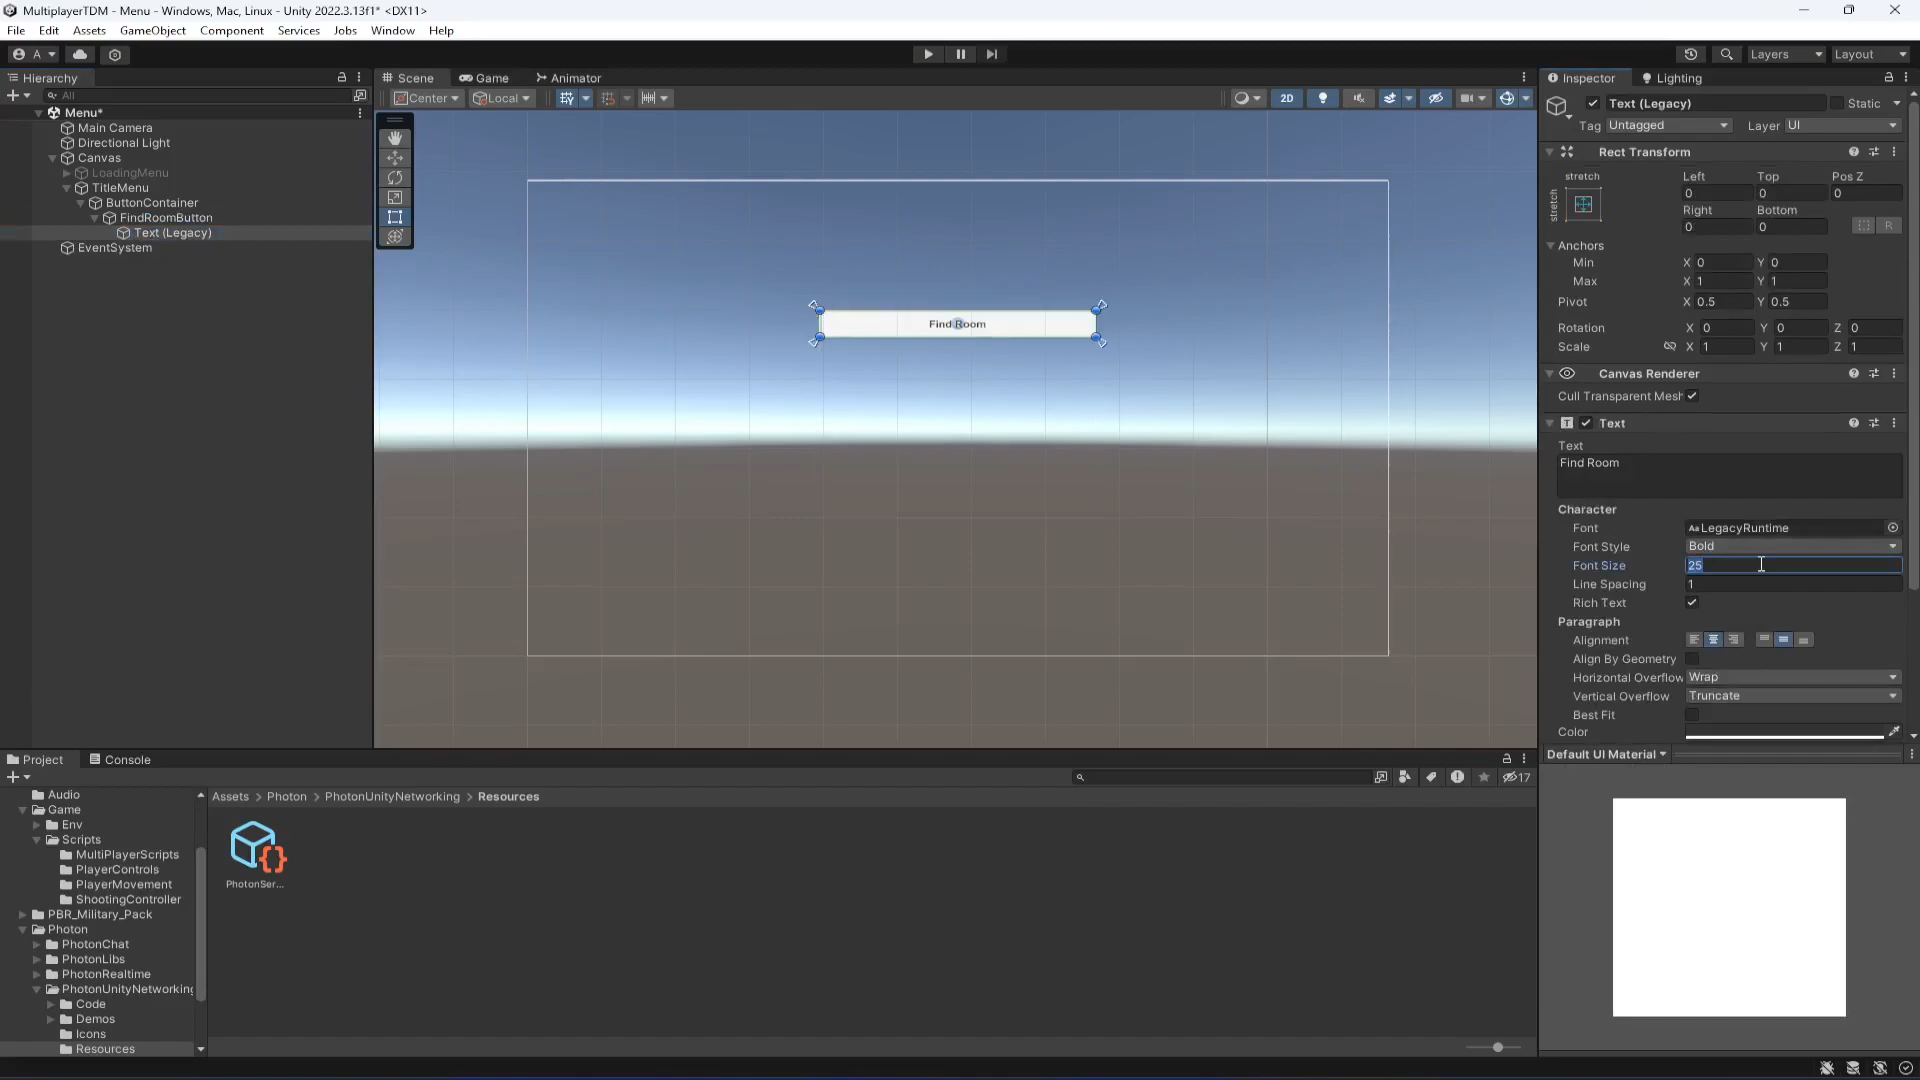 MultiplayerTDM - Menu - Windows, Mac, Linux - Unity 2022.3.13f1* <DX11>
File Edit Assets GameObject Component Services Jobs Window Help
A Layers Layout
Hierarchy
All
Menu*
Main Camera
Directional Light
Canvas
LoadingMenu
TitleMenu
ButtonContainer
FindRoomButton
Text (Legacy)
EventSystem
Scene Game Animator
Center Local 2D
Find Room
Inspector Lighting
Text (Legacy) Static
Tag Untagged Layer UI
Rect Transform
stretch Left Top Pos Z
stretch 0 0 0
Right Bottom
0 0 R
Anchors
Min X 0 Y 0
Max X 1 Y 1
Pivot X 0.5 Y 0.5
Rotation X 0 Y 0 Z 0
Scale X 1 Y 1 Z 1
Canvas Renderer
Cull Transparent Mesh
Text
Text
Find Room
Character
Font Aa LegacyRuntime
Font Style Bold
Font Size 25
Line Spacing 1
Rich Text
Paragraph
Alignment
Align By Geometry
Horizontal Overflow Wrap
Vertical Overflow Truncate
Best Fit
Color
Default UI Material
Project Console
17
Audio
Game
Env
Scripts
MultiPlayerScripts
PlayerControls
PlayerMovement
ShootingController
PBR_Military_Pack
Photon
PhotonChat
PhotonLibs
PhotonRealtime
PhotonUnityNetworking
Code
Demos
Icons
Resources
Assets > Photon > PhotonUnityNetworking > Resources
PhotonSer...